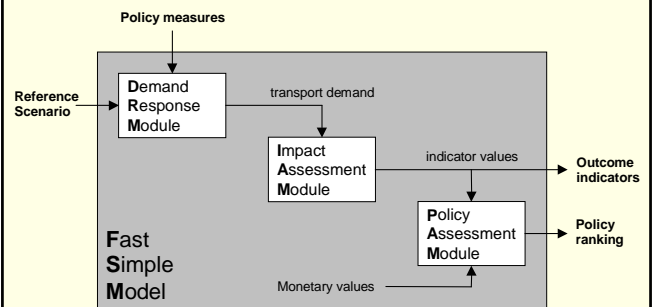 Policy measures
Reference
Scenario
Demand
Response
Module
transport demand
Impact
Assessment
Module
indicator values
Outcome
indicators
Policy
Assessment
Module
Policy
ranking
Fast
Simple
Model
Monetary values